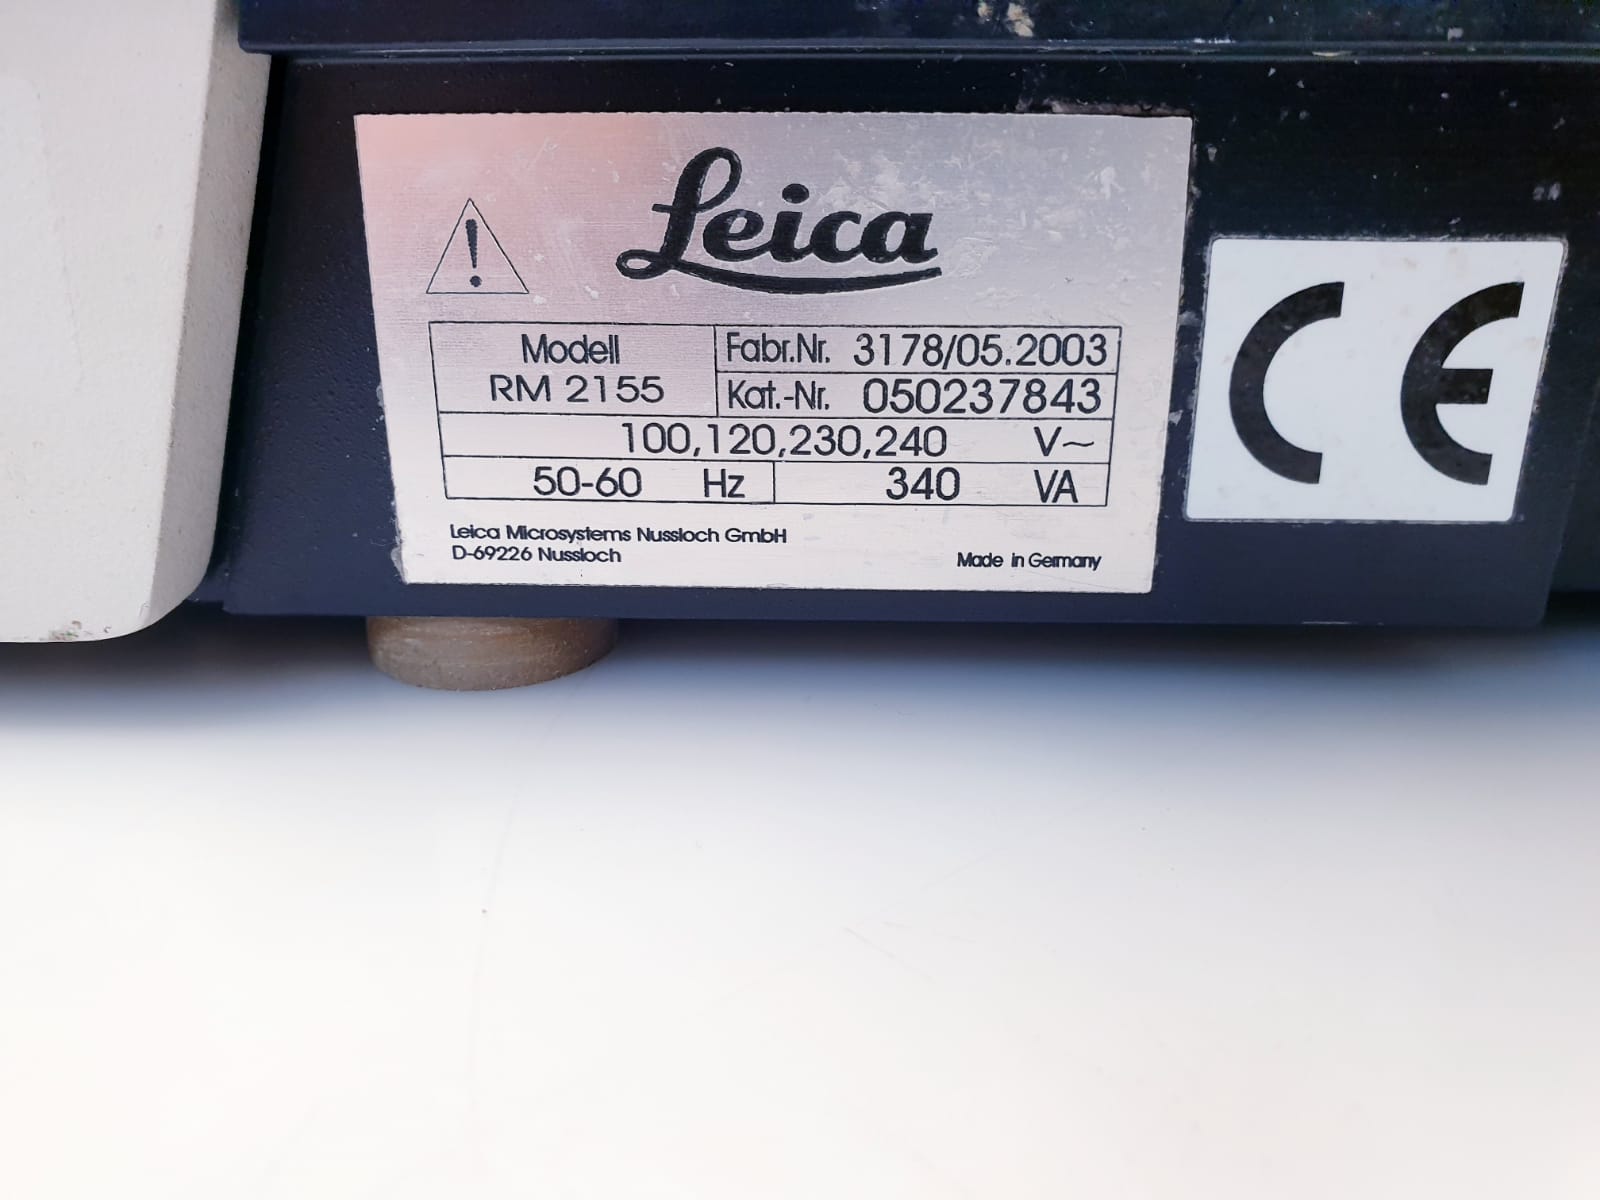 Leica
Modell
RM 2155
Fabr.Nr. 3178/05.2003
Kat.-Nr. 050237843
100,120,230,240 V~
50-60 Hz 340 VA
Leica Microsystems Nussloch GmbH
D-69226 Nussloch
Made in Germany
CE